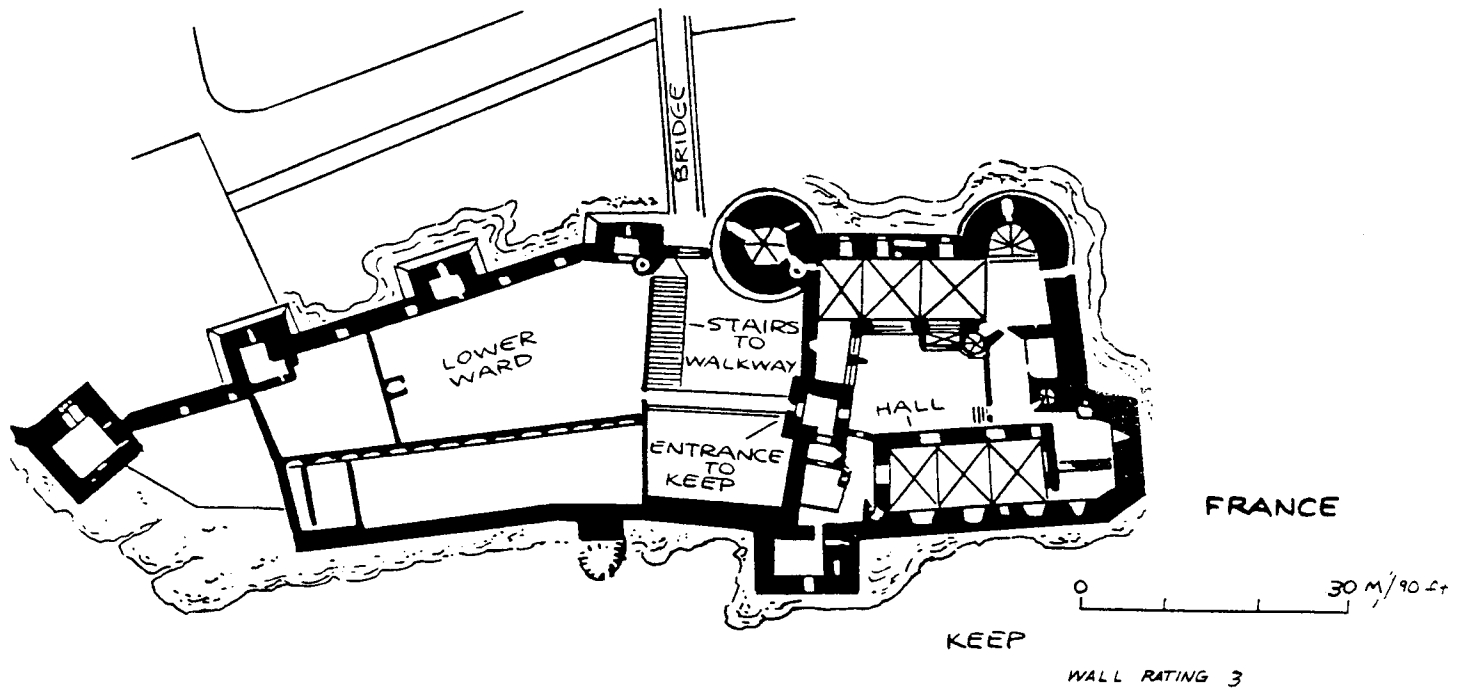 BRIDGE
LOWER
WARD
STAIRS
TO
WALKWAY
HALL
ENTRANCE
TO
KEEP
FRANCE
0 30 M/90 ft
KEEP
WALL RATING 3